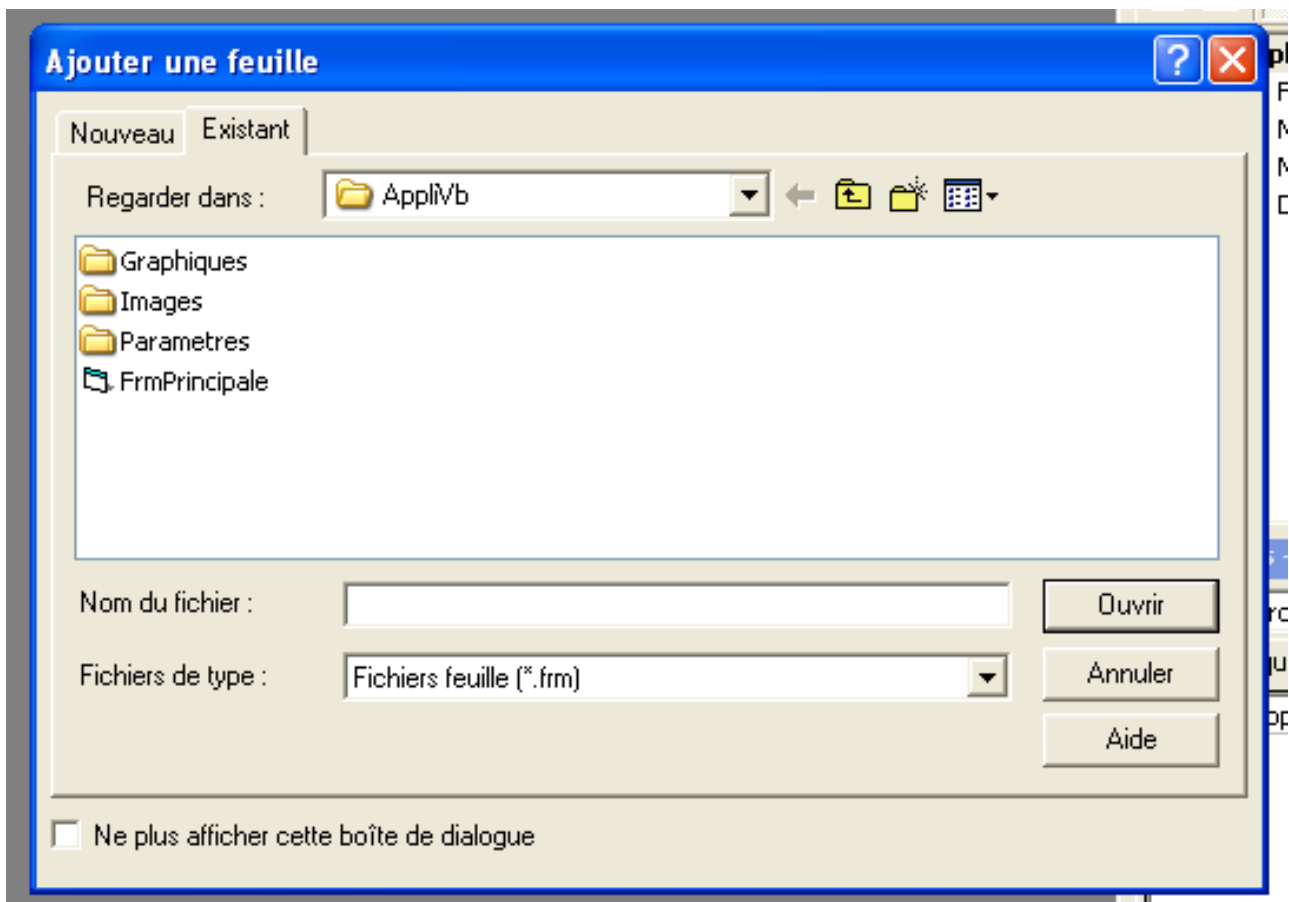 Ajouter une feuille
Nouveau Existant
Regarder dans : AppliVb
Graphiques
Images
Parametres
FrmPrincipale
Nom du fichier : Ouvrir
Fichiers de type : Fichiers feuille (*.frm) Annuler
Aide
Ne plus afficher cette boîte de dialogue